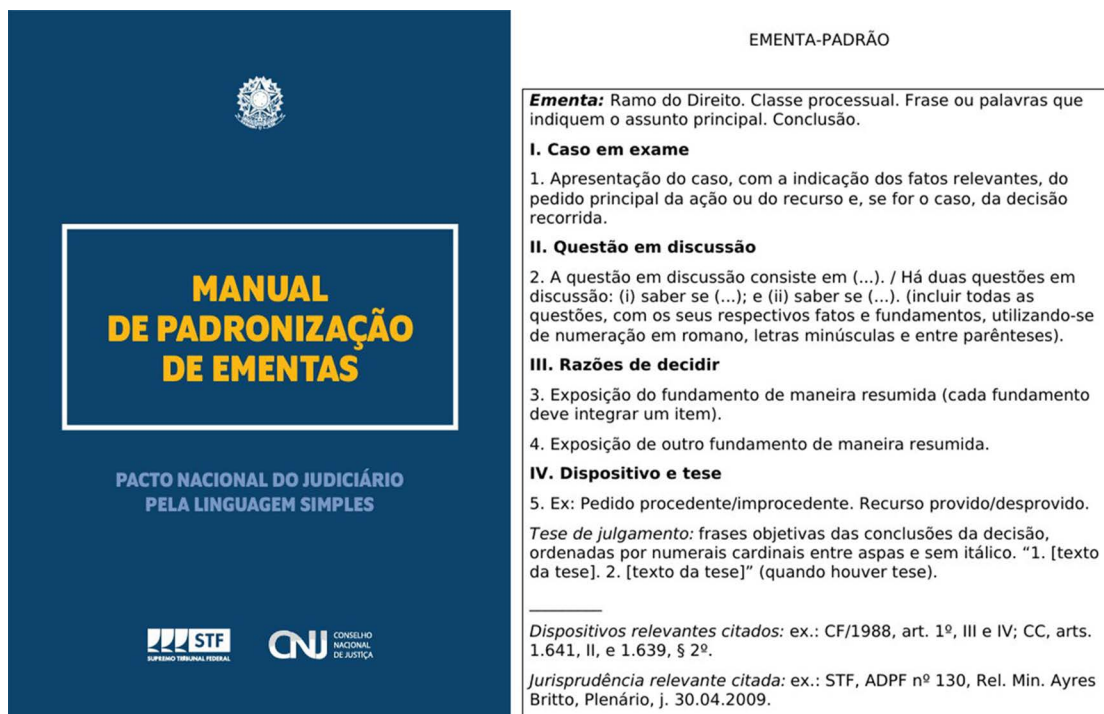 MANUAL
DE PADRONIZAÇÃO
DE EMENTAS
PACTO NACIONAL DO JUDICIÁRIO
PELA LINGUAGEM SIMPLES
STF
SUPREMO TRIBUNAL FEDERAL
CNJ
CONSELHO
NACIONAL
DE JUSTIÇA
EMENTA-PADRÃO
Ementa: Ramo do Direito. Classe processual. Frase ou palavras que
indiquem o assunto principal. Conclusão.
I. Caso em exame
1. Apresentação do caso, com a indicação dos fatos relevantes, do
pedido principal da ação ou do recurso e, se for o caso, da decisão
recorrida.
II. Questão em discussão
2. A questão em discussão consiste em (...). / Há duas questões em
discussão: (i) saber se (...); e (ii) saber se (...). (incluir todas as
questões, com os seus respectivos fatos e fundamentos, utilizando-se
de numeração em romano, letras minúsculas e entre parênteses).
III. Razões de decidir
3. Exposição do fundamento de maneira resumida (cada fundamento
deve integrar um item).
4. Exposição de outro fundamento de maneira resumida.
IV. Dispositivo e tese
5. Ex: Pedido procedente/improcedente. Recurso provido/desprovido.
Tese de julgamento: frases objetivas das conclusões da decisão,
ordenadas por numerais cardinais entre aspas e sem itálico. “1. [texto
da tese]. 2. [texto da tese]” (quando houver tese).
Dispositivos relevantes citados: ex.: CF/1988, art. 1º, III e IV; CC, arts.
1.641, II, e 1.639, § 2º.
Jurisprudência relevante citada: ex.: STF, ADPF nº 130, Rel. Min. Ayres
Britto, Plenário, j. 30.04.2009.